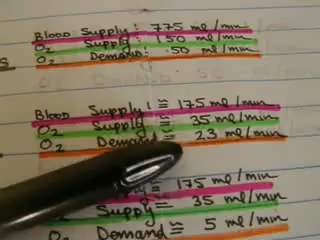 Blood Supply: 775 ml/min
O₂ Supply: 150 ml/min
O₂ Demand: 50 ml/min
Blood Supply: ≅ 175 ml/min
O₂ Supply ≅ 35 ml/min
O₂ Demand ≅ 23 ml/min
≅ 175 ml/min
Supply ≅ 35 ml/min
O₂ Demand ≅ 5 ml/min